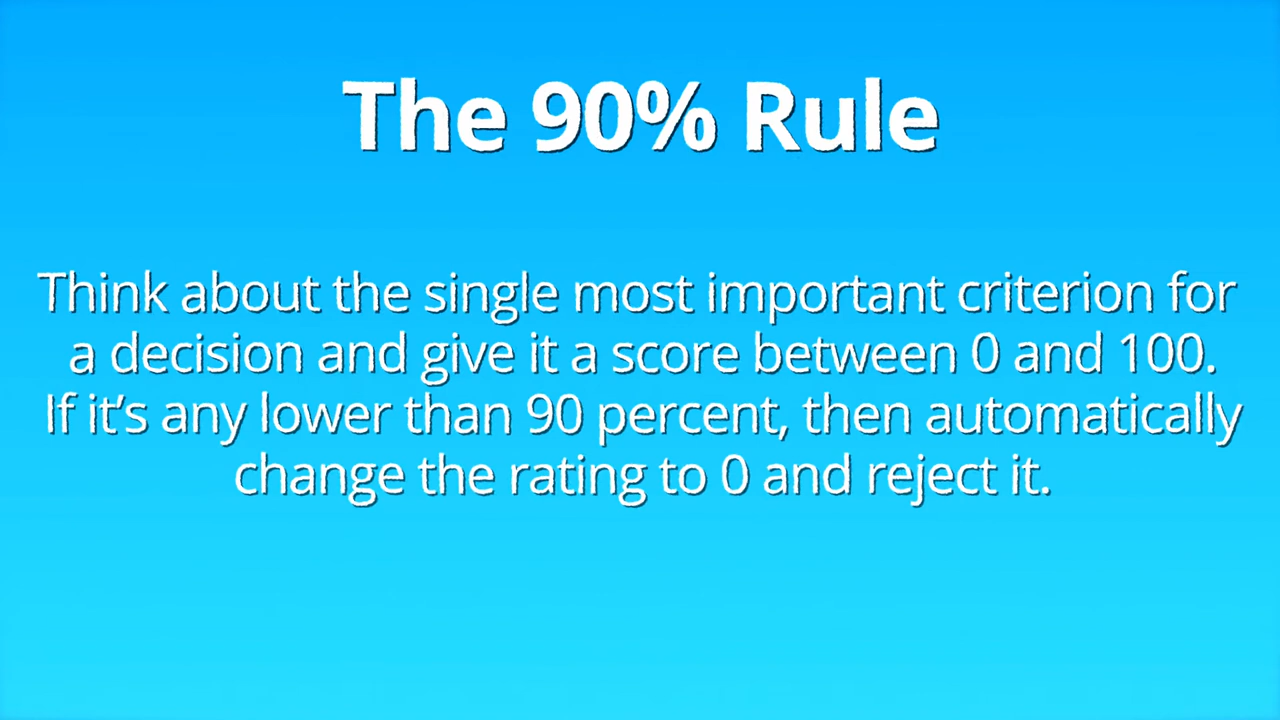 The 90% Rule
Think about the single most important criterion for
a decision and give it a score between 0 and 100.
If it’s any lower than 90 percent, then automatically
change the rating to 0 and reject it.